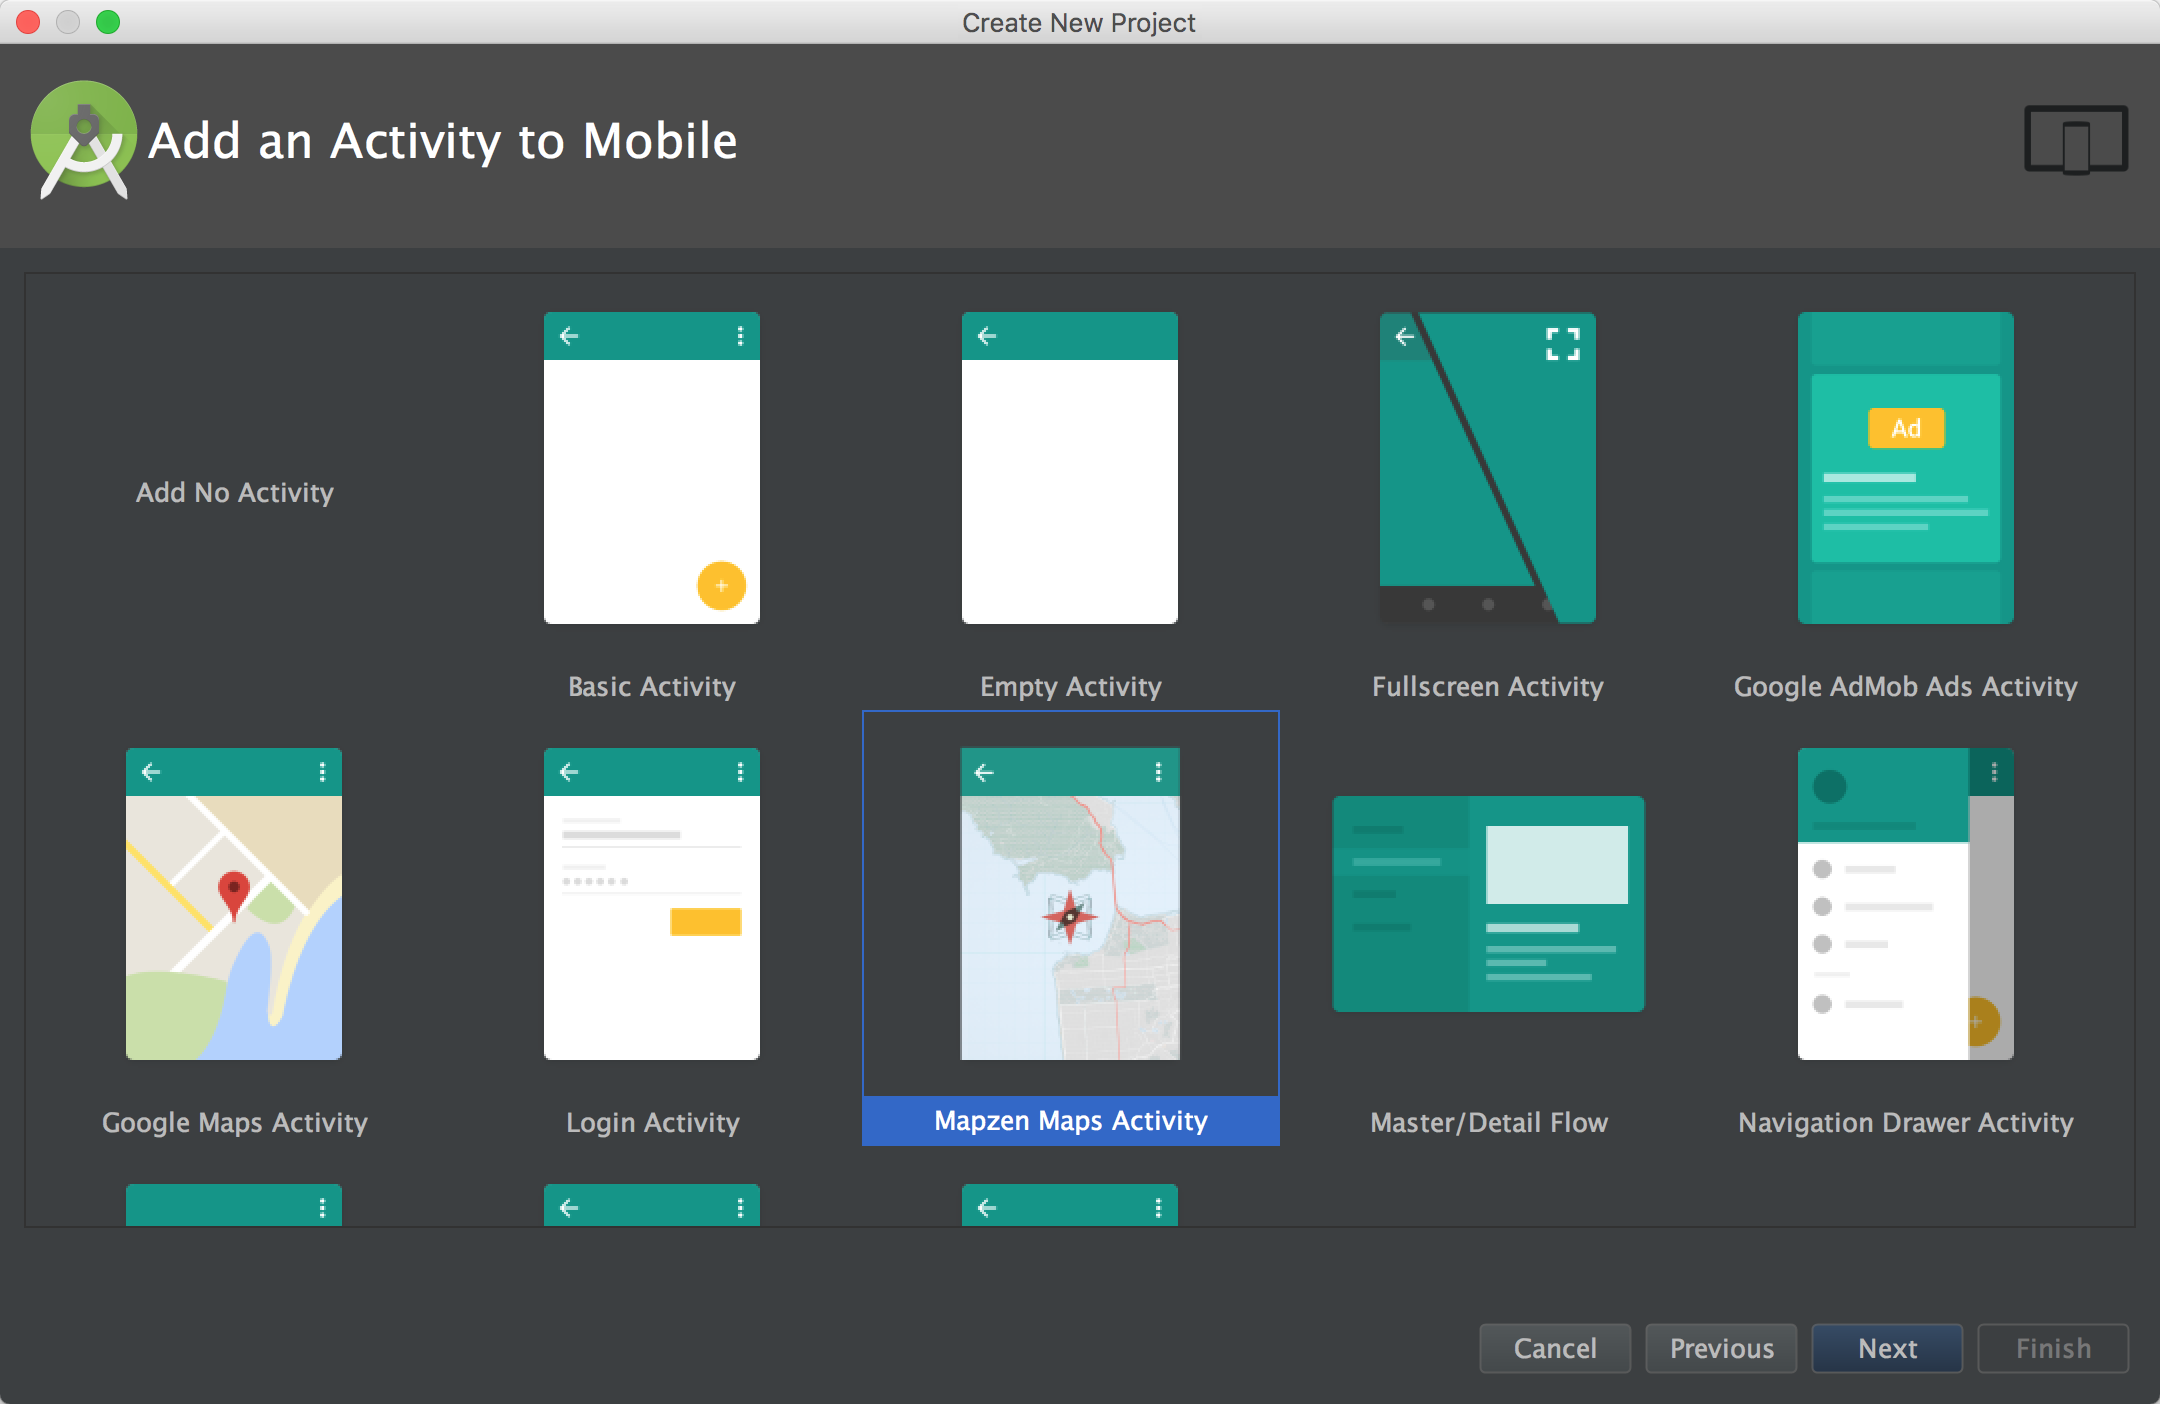 Create New Project
Add an Activity to Mobile
Ad
Add No Activity
Basic Activity
Empty Activity
Fullscreen Activity
Google AdMob Ads Activity
Google Maps Activity
Login Activity
Mapzen Maps Activity
Master/Detail Flow
Navigation Drawer Activity
Cancel
Previous
Next
Finish